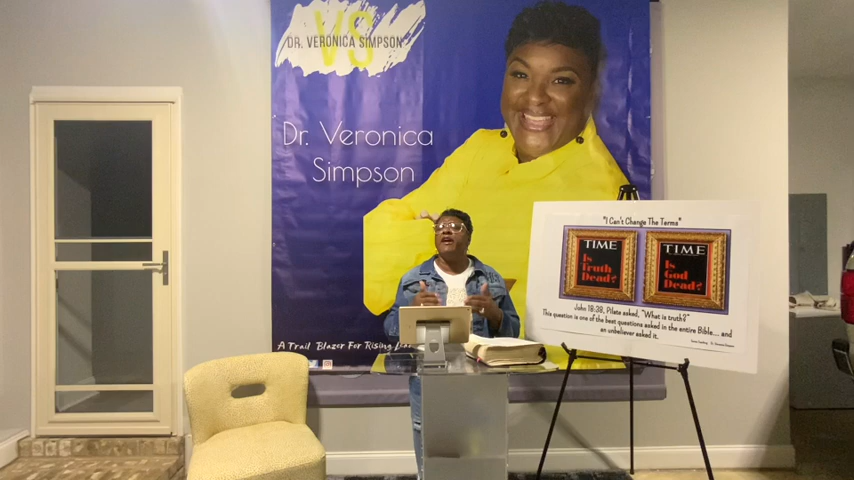 VS
DR. VERONICA SIMPSON
Dr. Veronica
Simpson
A Trail Blazer For Rising
"I Can't Change The Terms"
TIME
Is
Truth
Dead?
TIME
Is
God
Dead?
John 18:38, Pilate asked, "What is truth?"
This question is one of the best questions asked in the entire Bible.... and
an unbeliever asked it.